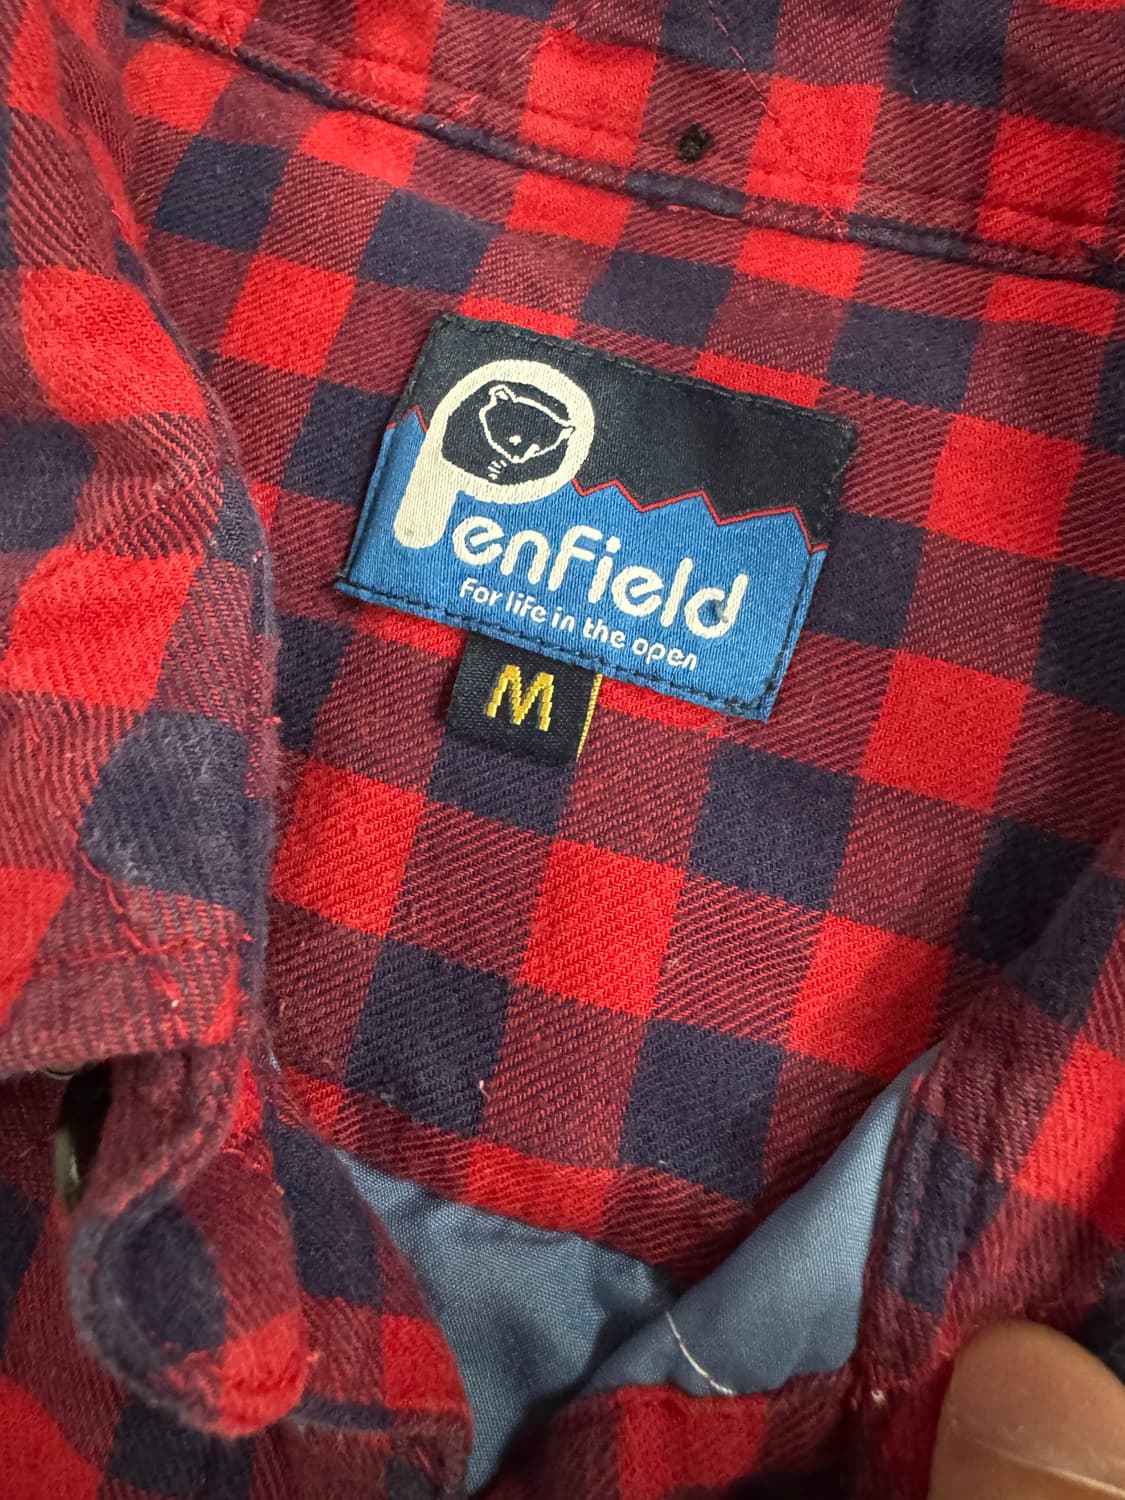 Penfield
For life in the open
M